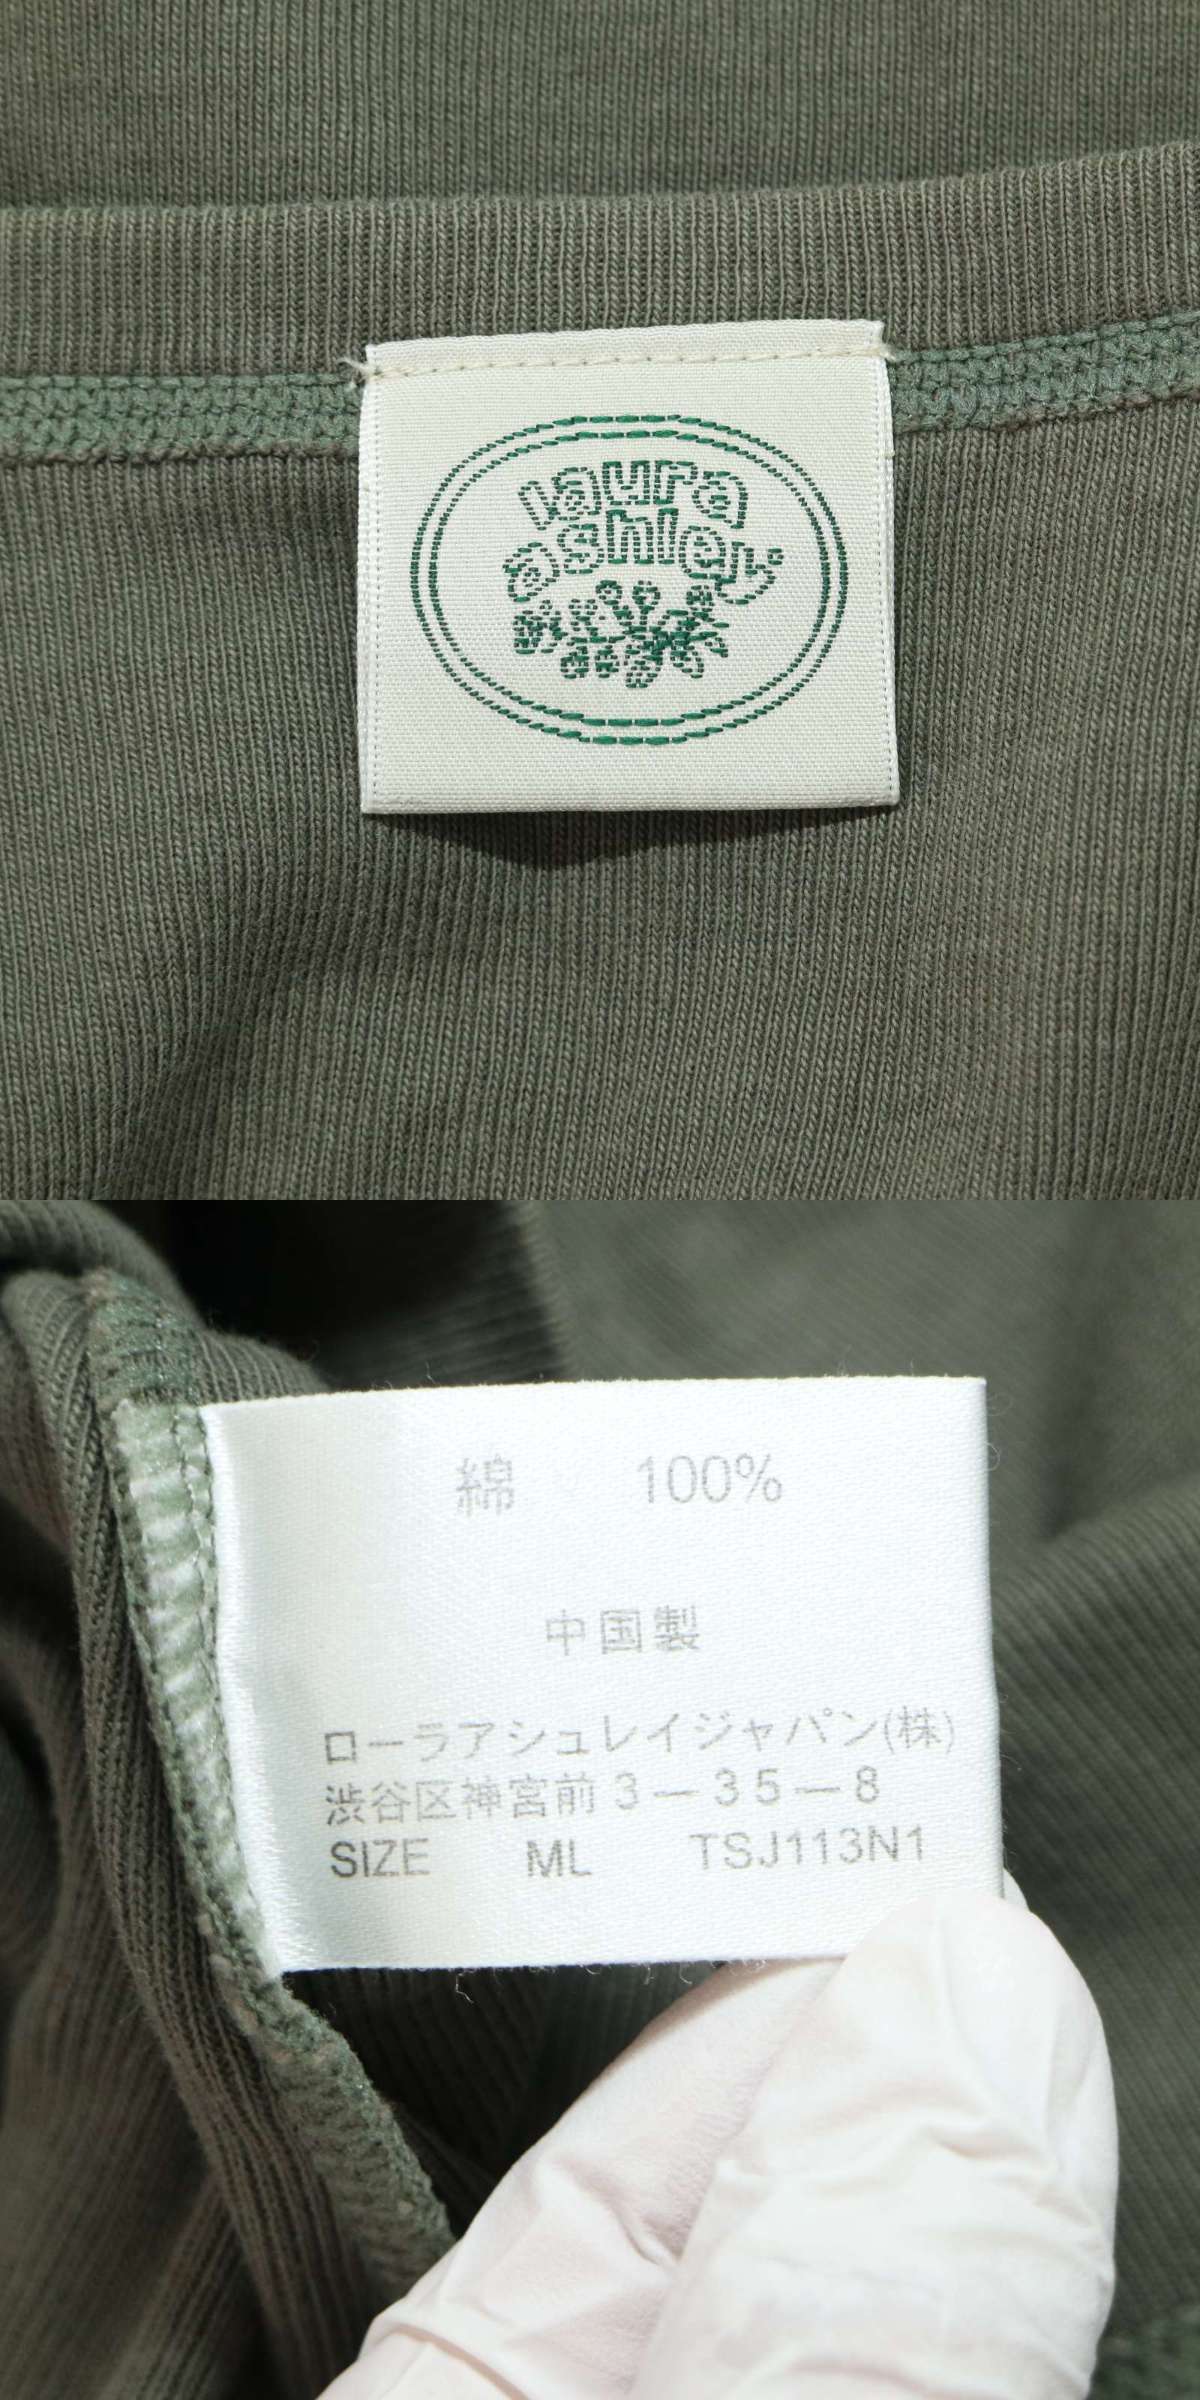 laura
ashley
綿 100%
中国製
ローラアシュレイジャパン(株)
渋谷区神宮前3－35－8
SIZE ML TSJ113N1